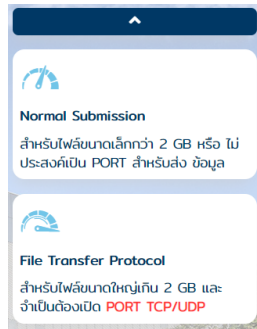 Normal Submission
สำหรับไฟล์ขนาดเล็กกว่า 2 GB หรือ ไม่
ประสงค์เปิน PORT สำหรับส่ง ข้อมูล
File Transfer Protocol
สำหรับไฟล์ขนาดใหญ่เกิน 2 GB และ
จำเป็นต้องเปิด PORT TCP/UDP